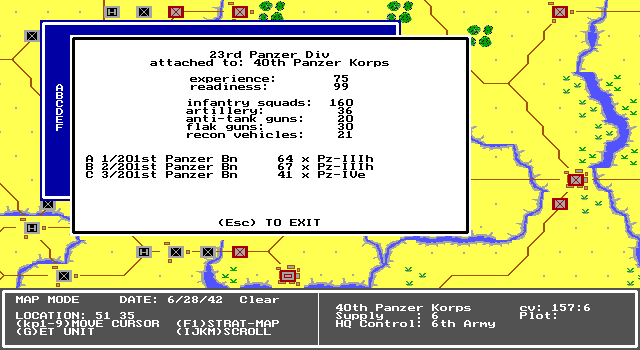 23rd Panzer Div
attached to: 40th Panzer Korps
experience: 75
readiness: 99
infantry squads: 160
artillery: 36
anti-tank guns: 20
flak guns: 30
recon vehicles: 21
A 1/201st Panzer Bn 64 x Pz-IIIh
B 2/201st Panzer Bn 67 x Pz-IIIh
C 3/201st Panzer Bn 41 x Pz-IVe
(Esc) TO EXIT
A
B
C
D
E
F
H
H
H
MAP MODE DATE: 6/28/42 Clear
LOCATION: 51 35
(kp1-9)MOVE CURSOR (F1)STRAT-MAP
(G)ET UNIT (IJKM)SCROLL
40th Panzer Korps cv: 157:6
Supply : 6 Plot:
HQ Control: 6th Army